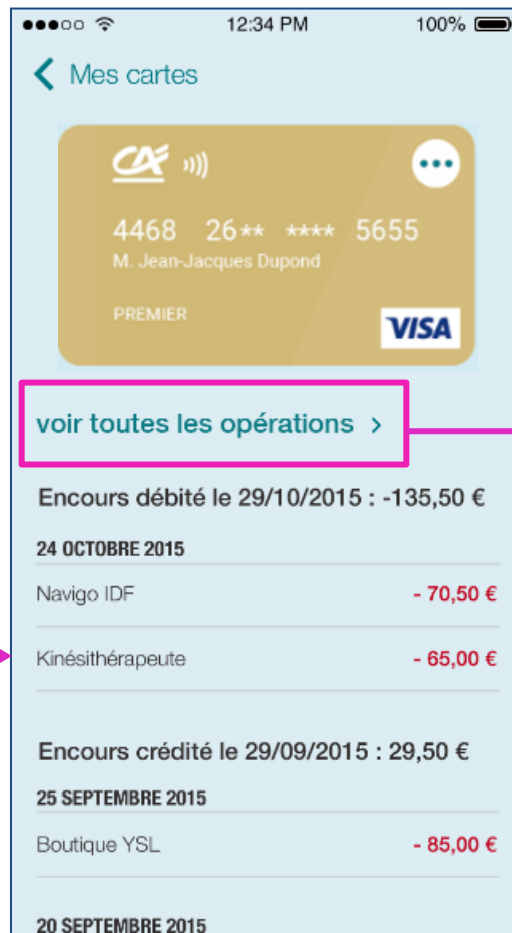 12:34 PM 100%
Mes cartes
CA
4468 26** **** 5655
M. Jean-Jacques Dupond
PREMIER
VISA
voir toutes les opérations >
Encours débité le 29/10/2015 : -135,50 €
24 OCTOBRE 2015
Navigo IDF - 70,50 €
Kinésithérapeute - 65,00 €
Encours crédité le 29/09/2015 : 29,50 €
25 SEPTEMBRE 2015
Boutique YSL - 85,00 €
20 SEPTEMBRE 2015